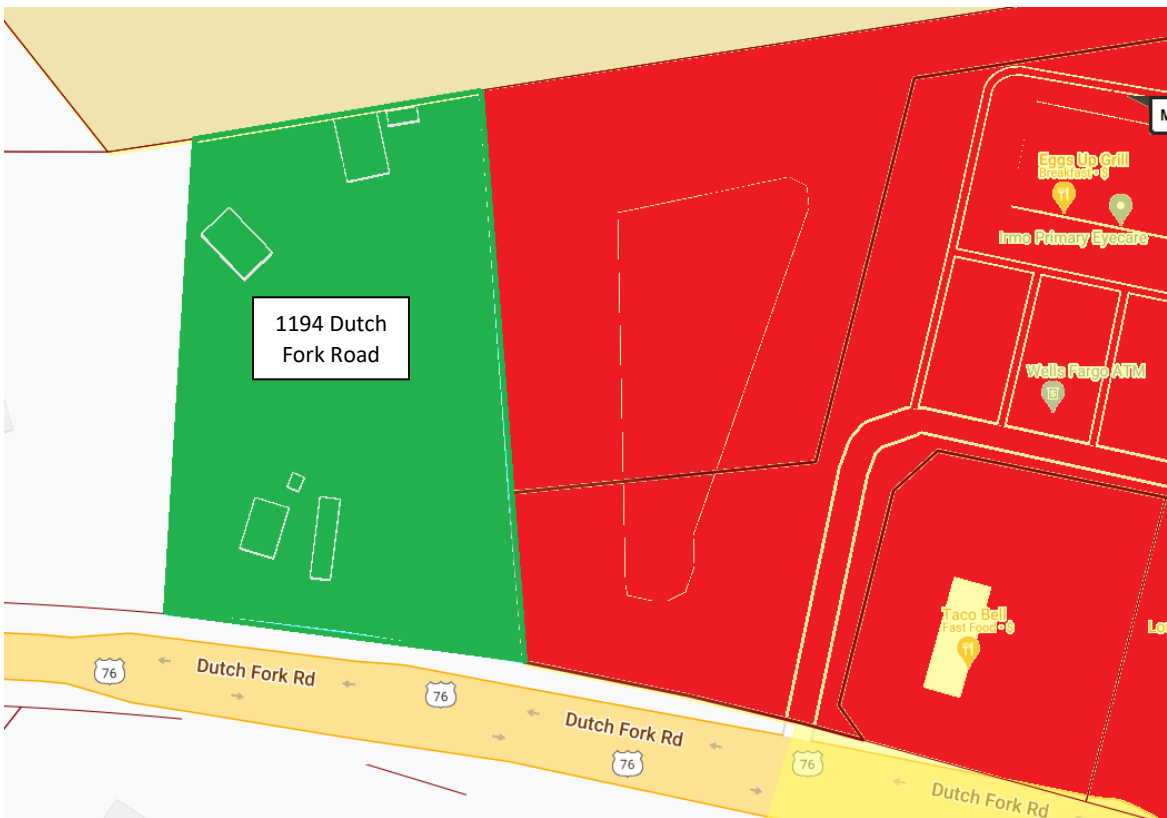 M
Eggs Up Grill
Breakfast • $
Irmo Primary Eyecare
1194 Dutch
Fork Road
Wells Fargo ATM
Taco Bell
Fast Food • $
Lo
76
Dutch Fork Rd
76
Dutch Fork Rd
76
76
Dutch Fork Rd